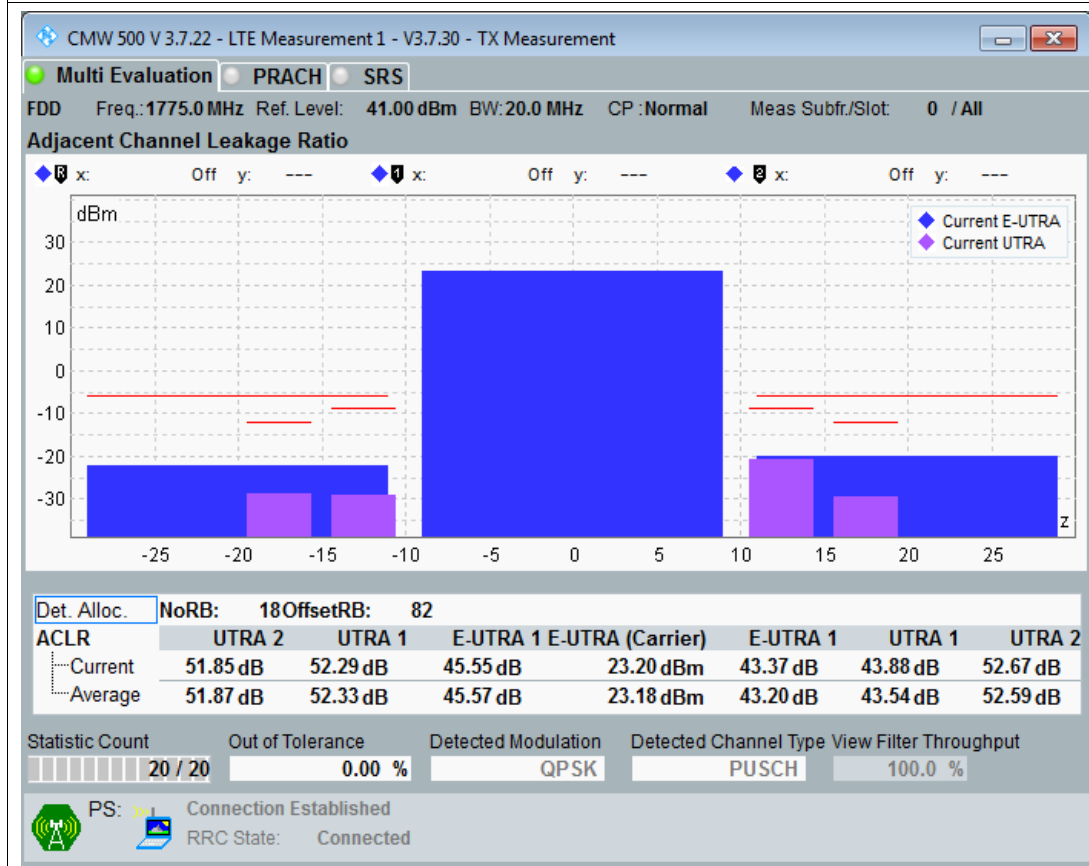 CMW 500 V 3.7.22 - LTE Measurement 1 - V3.7.30 - TX Measurement
Multi Evaluation PRACH SRS
FDD Freq.: 1775.0 MHz Ref. Level: 41.00 dBm BW: 20.0 MHz CP : Normal Meas Subfr./Slot: 0 / All
Adjacent Channel Leakage Ratio
R x: Off y: --- 1 x: Off y: --- 2 x: Off y: ---
dBm
Current E-UTRA
Current UTRA
30
20
10
0
-10
-20
-30
z
-25 -20 -15 -10 -5 0 5 10 15 20 25
Det. Alloc. NoRB: 18 OffsetRB: 82
ACLR UTRA 2 UTRA 1 E-UTRA 1 E-UTRA (Carrier) E-UTRA 1 UTRA 1 UTRA 2
Current 51.85 dB 52.29 dB 45.55 dB 23.20 dBm 43.37 dB 43.88 dB 52.67 dB
Average 51.87 dB 52.33 dB 45.57 dB 23.18 dBm 43.20 dB 43.54 dB 52.59 dB
Statistic Count Out of Tolerance Detected Modulation Detected Channel Type View Filter Throughput
20 / 20 0.00 % QPSK PUSCH 100.0 %
PS: Connection Established
RRC State: Connected